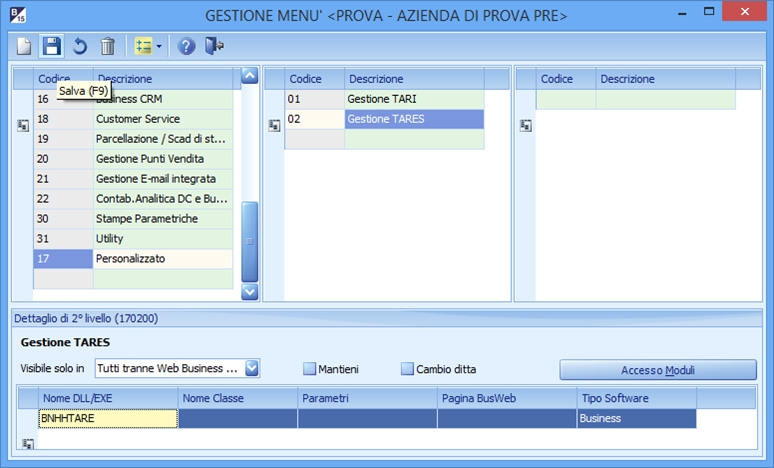 B
15
GESTIONE MENU' <PROVA - AZIENDA DI PROVA PRE>
Codice Descrizione
Salva (F9)
16 Business CRM
18 Customer Service
19 Parcellazione / Scad di st...
20 Gestione Punti Vendita
21 Gestione E-mail integrata
22 Contab.Analitica DC e Bu...
30 Stampe Parametriche
31 Utility
17 Personalizzato
Codice Descrizione
01 Gestione TARI
02 Gestione TARES
Codice Descrizione
Dettaglio di 2° livello (170200)
Gestione TARES
Visibile solo in Tutti tranne Web Business ... Mantieni Cambio ditta Accesso Moduli
Nome DLL/EXE Nome Classe Parametri Pagina BusWeb Tipo Software
BNHHTARE Business